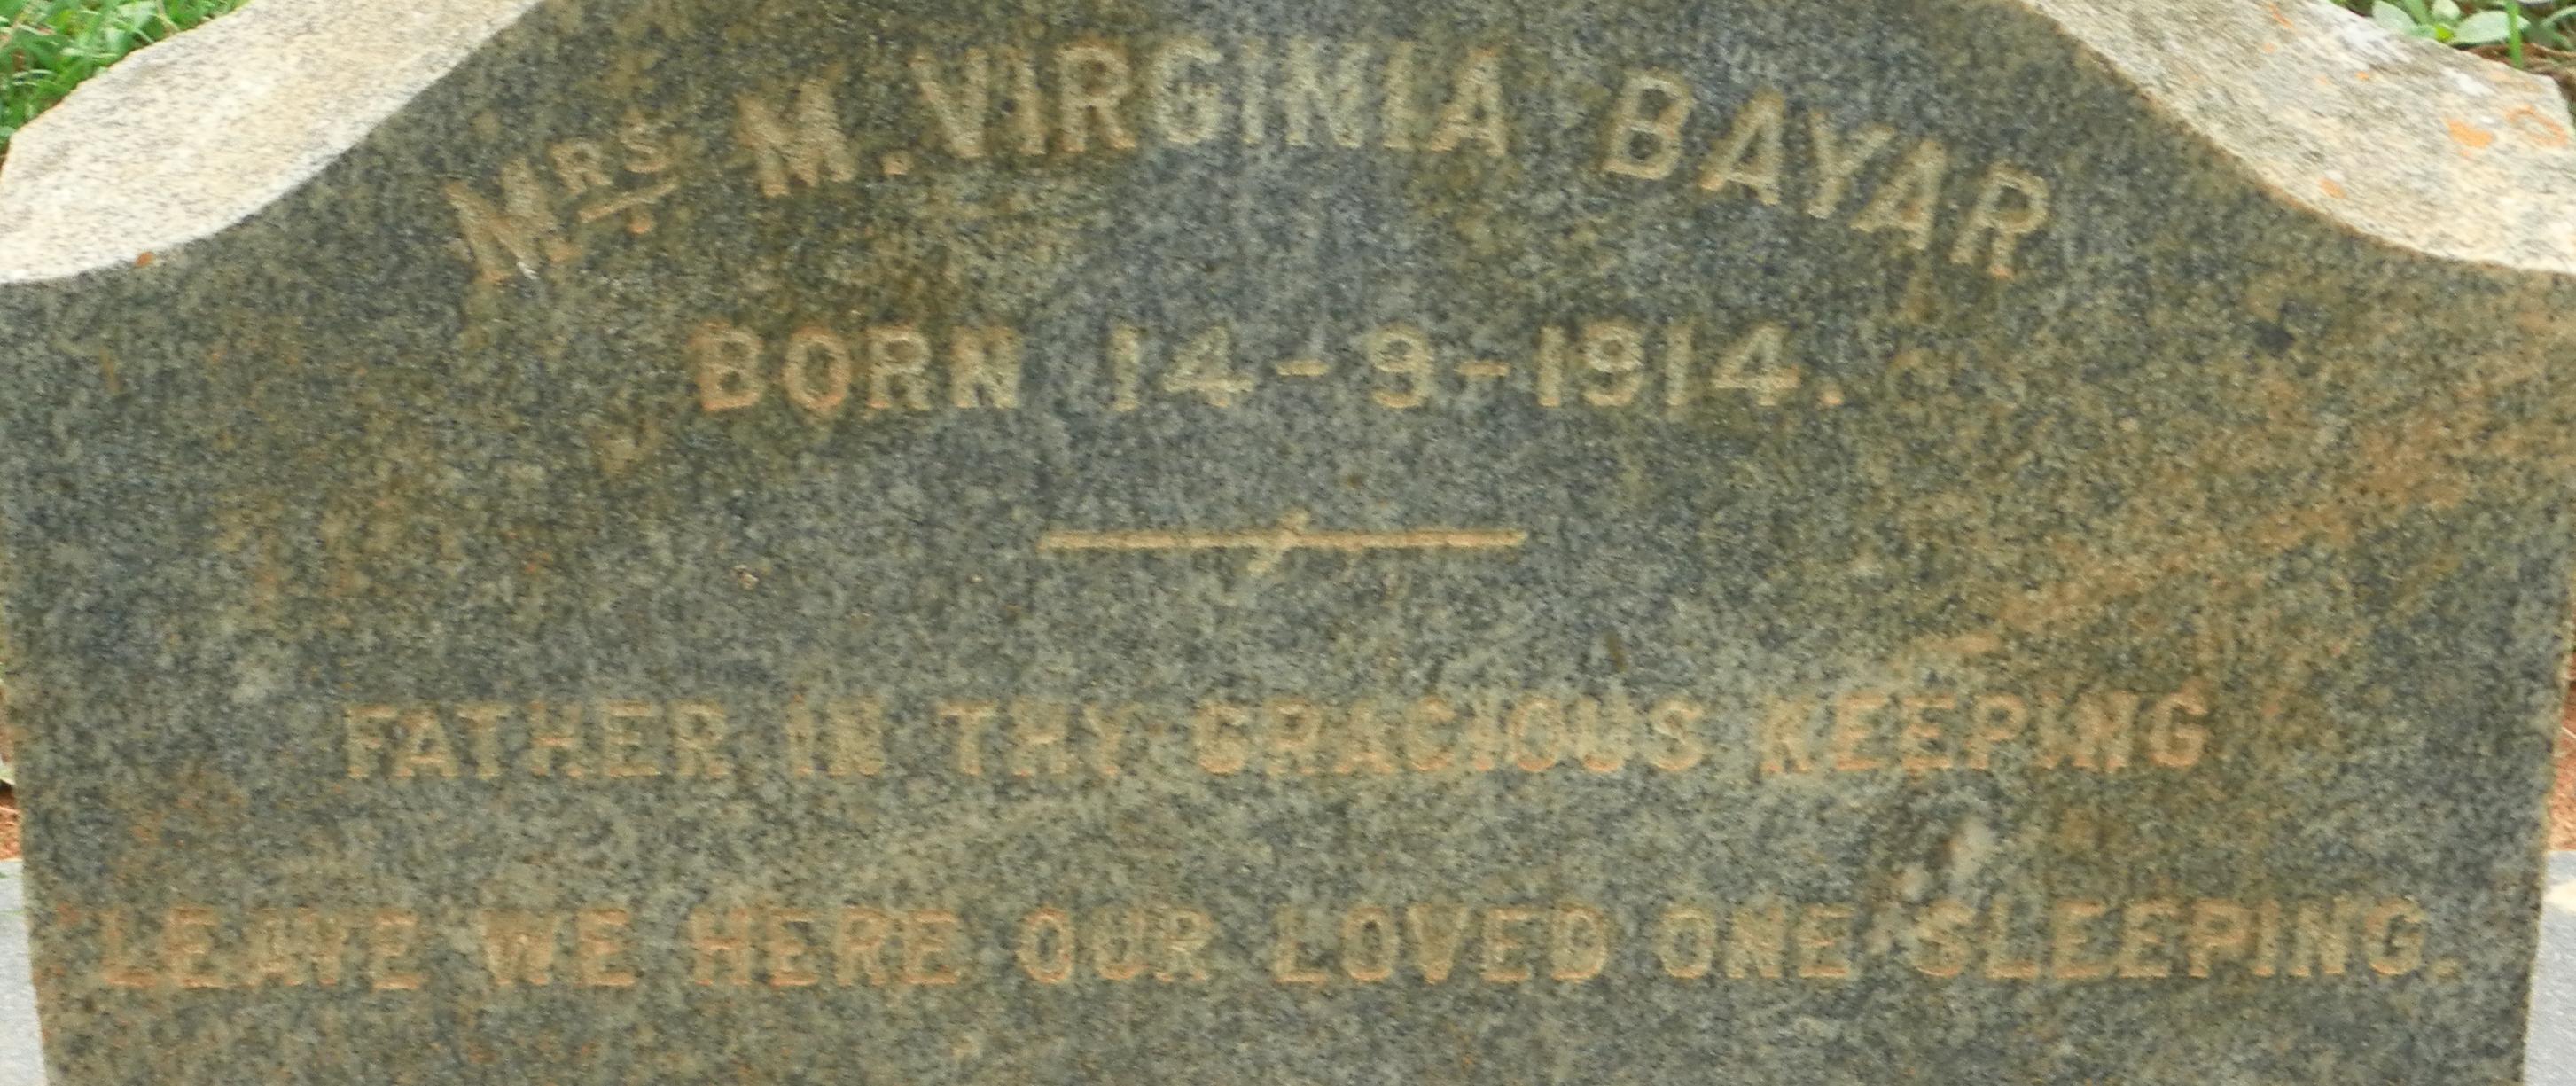 Mrs M. VIRGINIA BAYAR
BORN 14-9-1914.
FATHER IN THY GRACIOUS KEEPING
LEAVE WE HERE OUR LOVED ONE SLEEPING.